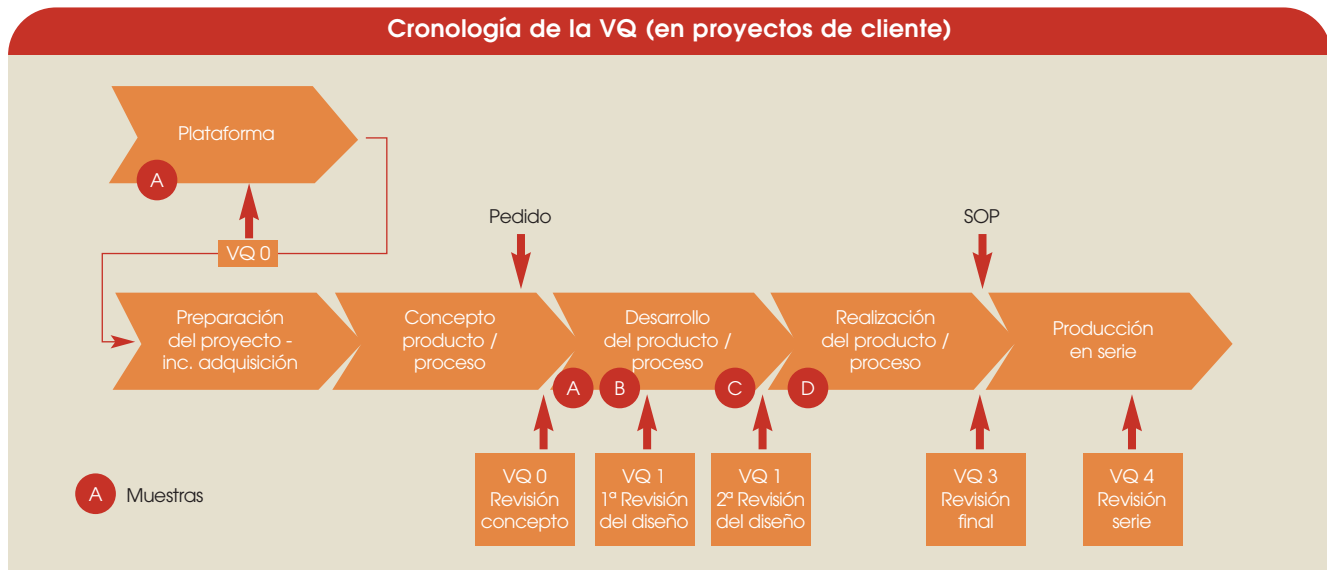 Cronología de la VQ (en proyectos de cliente)
Plataforma
A
VQ 0
Pedido
SOP
Preparación
del proyecto -
inc. adquisición
Concepto
producto /
proceso
Desarrollo
del producto /
proceso
Realización
del producto /
proceso
Producción
en serie
A
B
C
D
VQ 0
Revisión
concepto
VQ 1
1ª Revisión
del diseño
VQ 1
2ª Revisión
del diseño
VQ 3
Revisión
final
VQ 4
Revisión
serie
A
Muestras